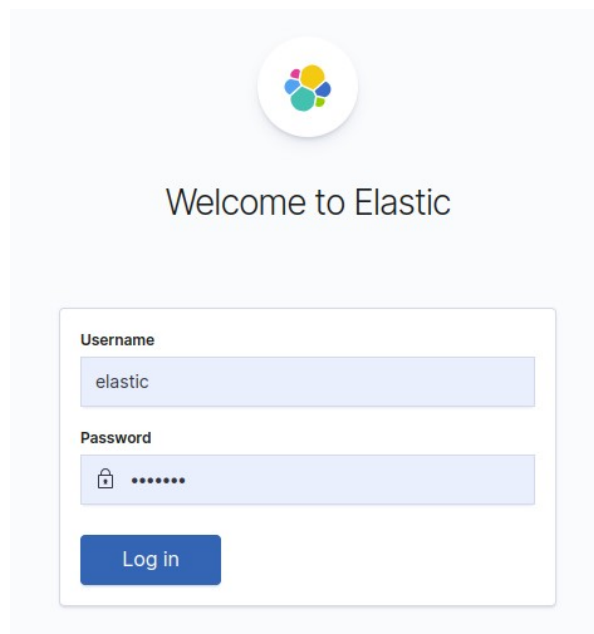 Welcome to Elastic
Username
elastic
Password
•••••••
Log in